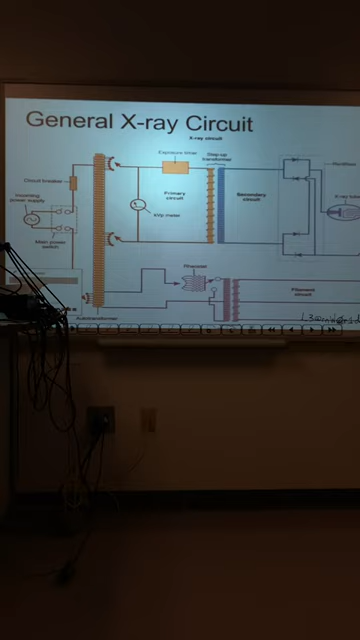 General X-ray Circuit
X-ray circuit
Exposure timer
Step-up
transformer
Rectifier
Circuit breaker
Incoming
power supply
Primary
circuit
Secondary
circuit
X-ray tube
kVp meter
Main power
switch
Rheostat
Filament
circuit
Autotransformer